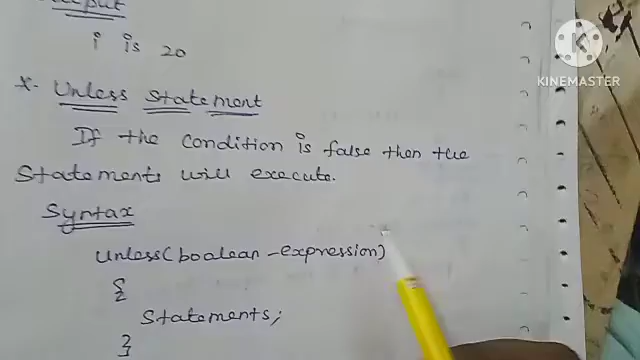 Output
i is 20
KINEMASTER
* Unless Statement
If the condition is false then the
Statements will execute.
Syntax
unless(boolean-expression)
{
Statements;
}